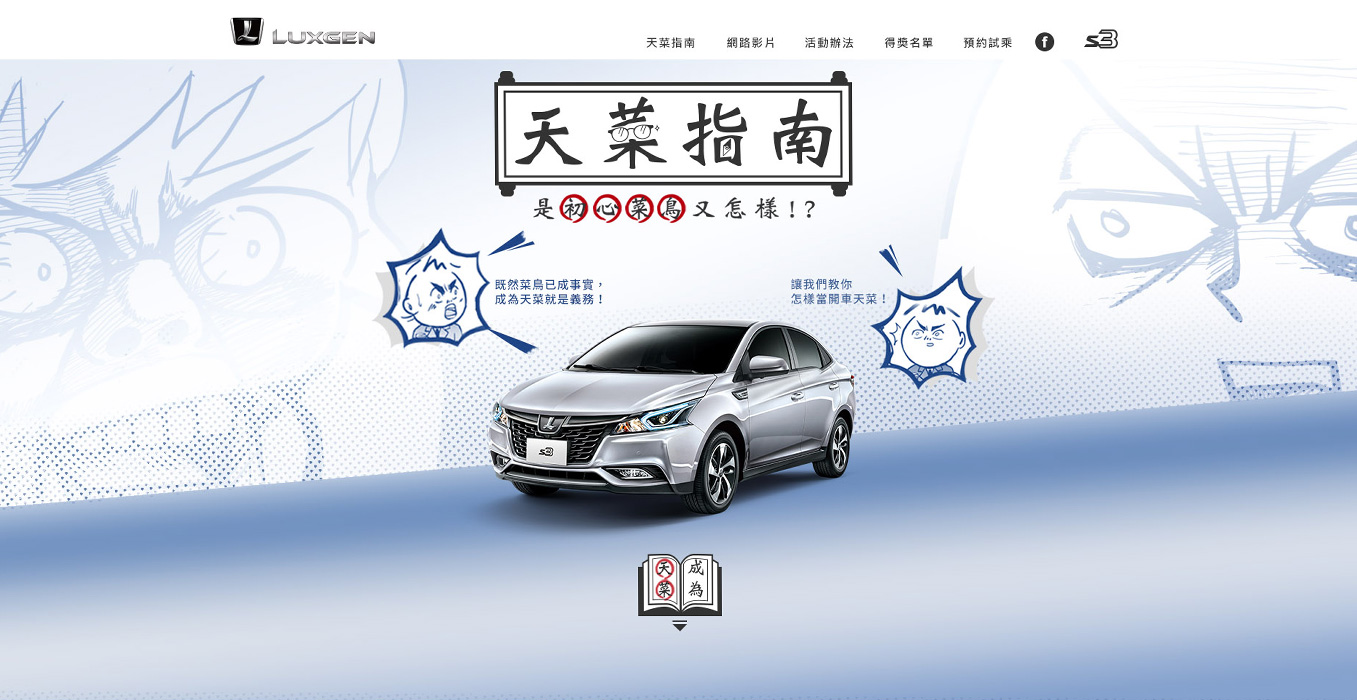 LUXGEN
天菜指南
網路影片
活動辦法
得獎名單
預約試乘
f
S3
天菜指南
是初心菜鳥又怎樣!?
既然菜鳥已成事實，
成為天菜就是義務！
讓我們教你
怎樣當開車天菜！
S3
成為
天菜